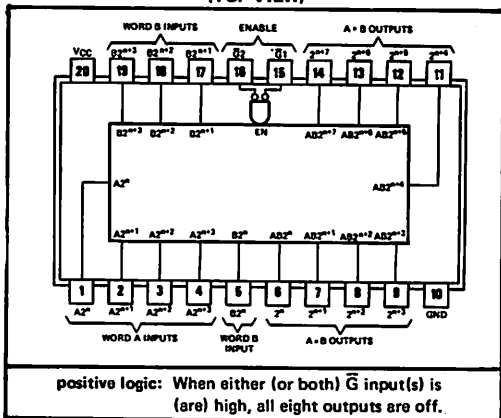 WORD B INPUTS ENABLE A • B OUTPUTS
VCC B2ⁿ⁺³ B2ⁿ⁺² B2ⁿ⁺¹ G̅2 G̅1 2ⁿ⁺⁷ 2ⁿ⁺⁶ 2ⁿ⁺⁵ 2ⁿ⁺⁴
20 19 18 17 16 15 14 13 12 11
EN
B2ⁿ⁺³ B2ⁿ⁺² B2ⁿ⁺¹ AB2ⁿ⁺⁷ AB2ⁿ⁺⁶ AB2ⁿ⁺⁵
A2ⁿ AB2ⁿ⁺⁴
A2ⁿ⁺¹ A2ⁿ⁺² A2ⁿ⁺³ B2ⁿ AB2ⁿ AB2ⁿ⁺¹ AB2ⁿ⁺² AB2ⁿ⁺³
1 2 3 4 5 6 7 8 9 10
A2ⁿ A2ⁿ⁺¹ A2ⁿ⁺² A2ⁿ⁺³ B2ⁿ 2ⁿ 2ⁿ⁺¹ 2ⁿ⁺² 2ⁿ⁺³ GND
WORD A INPUTS WORD B INPUT A • B OUTPUTS
positive logic: When either (or both) G̅ input(s) is
(are) high, all eight outputs are off.